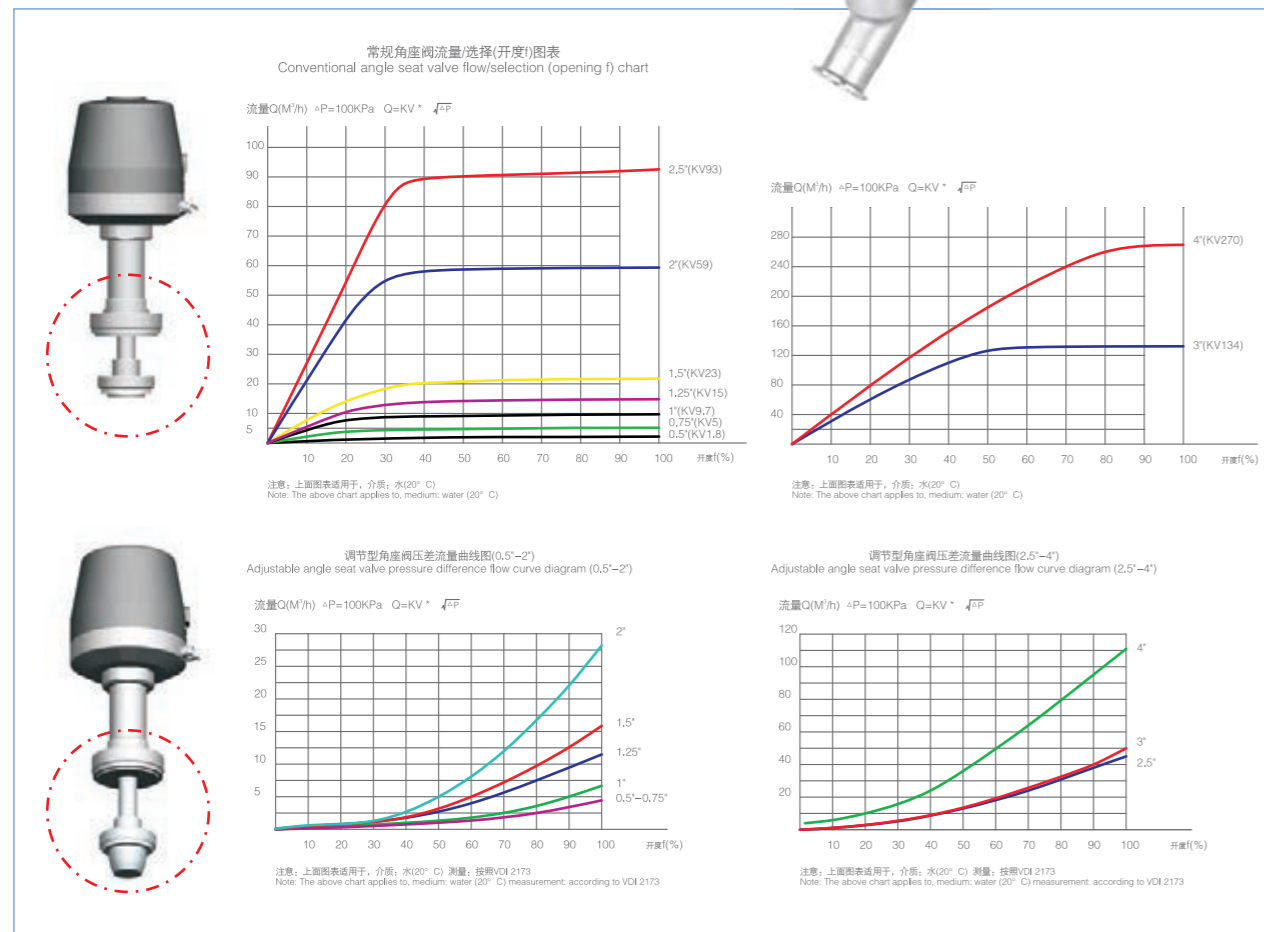 常规角座阀流量/选择(开度f)图表
Conventional angle seat valve flow/selection (opening f) chart
流量Q(M³/h) △P=100KPa Q=KV * √△P
100
90
80
70
60
50
40
30
20
10
5
2.5"(KV93)
2"(KV59)
1.5"(KV23)
1.25"(KV15)
1"(KV9.7)
0.75"(KV5)
0.5"(KV1.8)
10 20 30 40 50 60 70 80 90 100 开度f(%)
注意：上面图表适用于，介质：水(20° C)
Note: The above chart applies to, medium: water (20° C)
流量Q(M³/h) △P=100KPa Q=KV * √△P
280
240
200
160
120
80
40
4"(KV270)
3"(KV134)
10 20 30 40 50 60 70 80 90 100 开度f(%)
注意：上面图表适用于，介质：水(20° C)
Note: The above chart applies to, medium: water (20° C)
调节型角座阀压差流量曲线图(0.5"-2")
Adjustable angle seat valve pressure difference flow curve diagram (0.5"-2")
流量Q(M³/h) △P=100KPa Q=KV * √△P
30
25
20
15
10
5
2"
1.5"
1.25"
1"
0.5"-0.75"
10 20 30 40 50 60 70 80 90 100 开度f(%)
注意：上面图表适用于，介质：水(20° C) 测量：按照VDI 2173
Note: The above chart applies to, medium: water (20° C) measurement: according to VDI 2173
调节型角座阀压差流量曲线图(2.5"-4")
Adjustable angle seat valve pressure difference flow curve diagram (2.5"-4")
流量Q(M³/h) △P=100KPa Q=KV * √△P
120
100
80
60
40
20
4"
3"
2.5"
10 20 30 40 50 60 70 80 90 100 开度f(%)
注意：上面图表适用于，介质：水(20° C) 测量：按照VDI 2173
Note: The above chart applies to, medium: water (20° C) measurement: according to VDI 2173